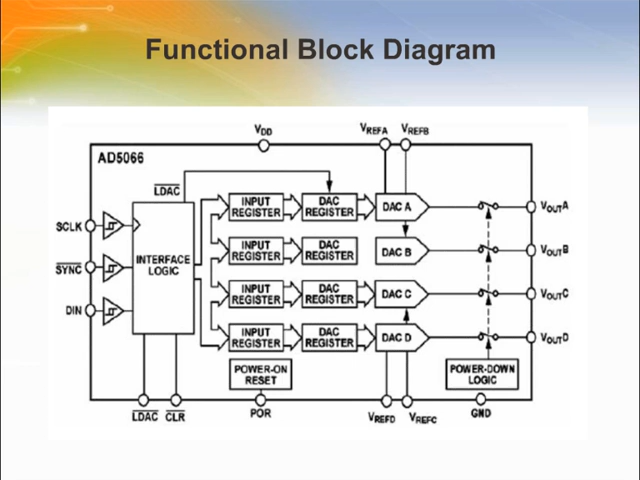 Functional Block Diagram
VDD
VREFA
VREFB
AD5066
LDAC
INPUT
REGISTER
DAC
REGISTER
DAC A
VOUTA
SCLK
SYNC
DIN
INTERFACE
LOGIC
INPUT
REGISTER
DAC
REGISTER
DAC B
VOUTB
INPUT
REGISTER
DAC
REGISTER
DAC C
VOUTC
INPUT
REGISTER
DAC
REGISTER
DAC D
VOUTD
POWER-ON
RESET
POWER-DOWN
LOGIC
LDAC
CLR
POR
VREFD
VREFC
GND